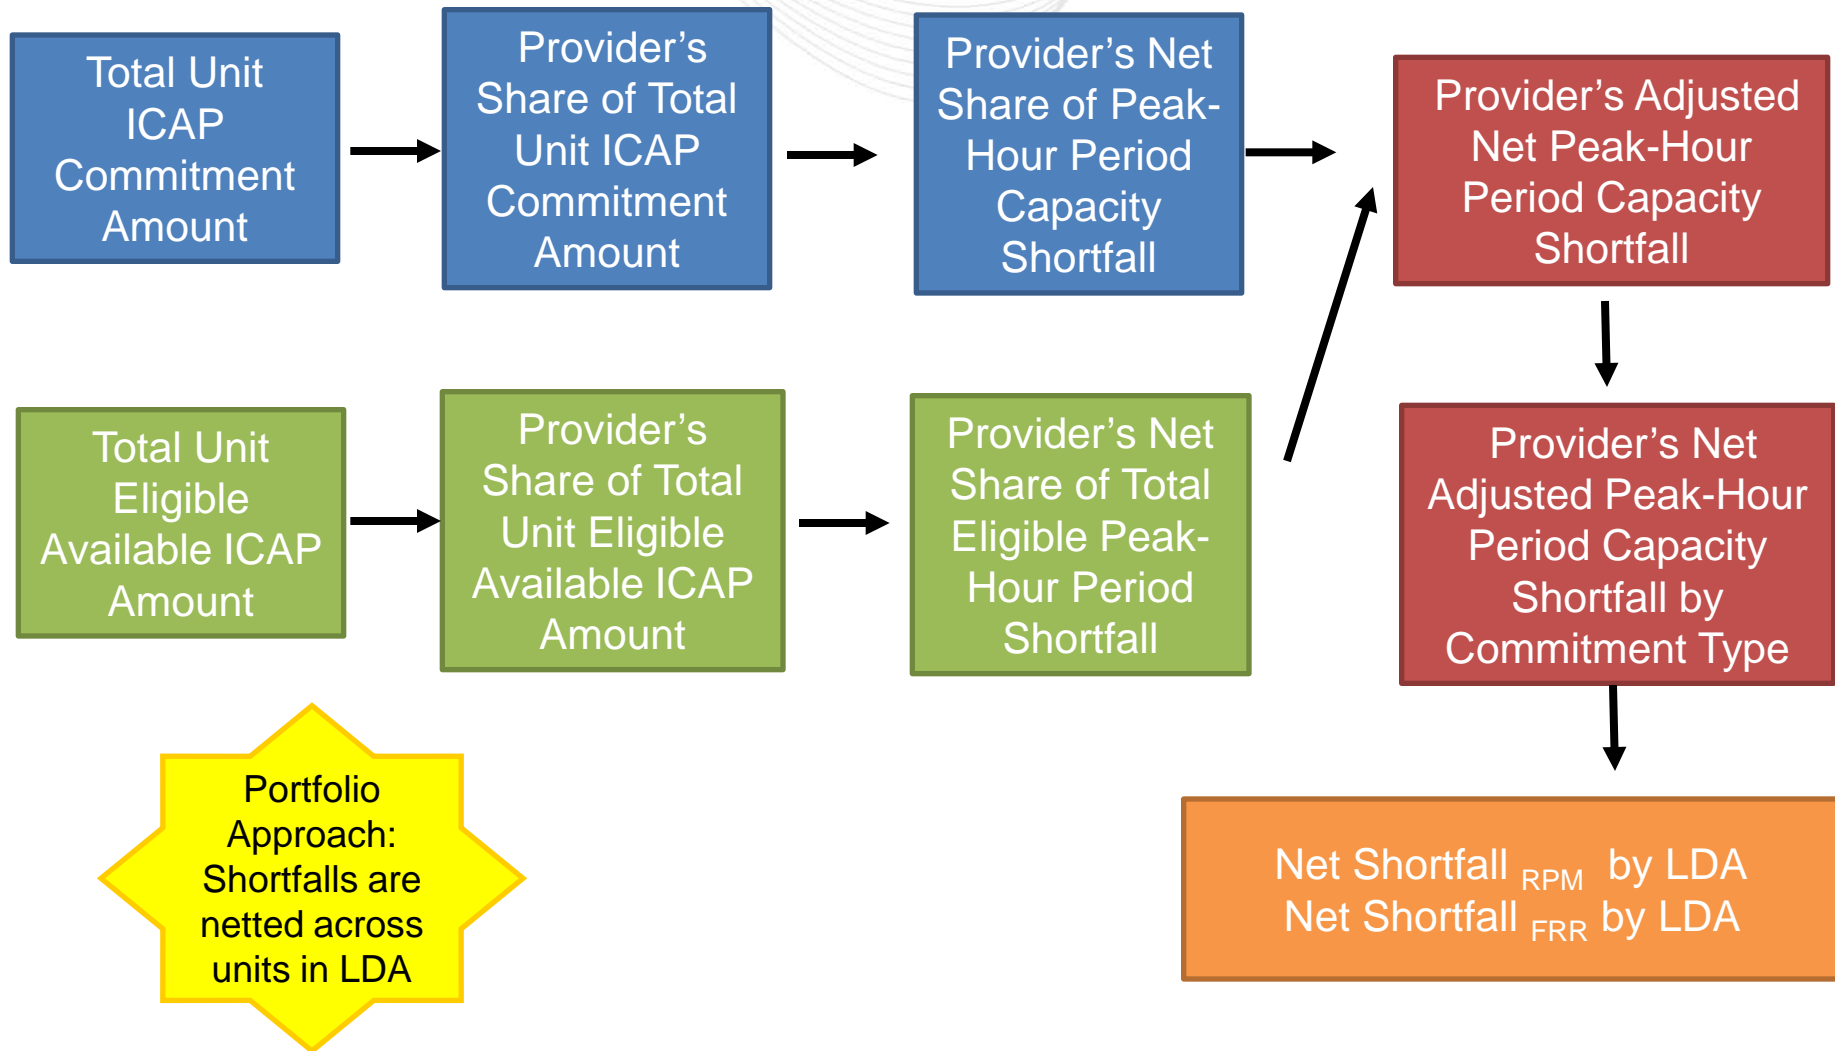 Total Unit
ICAP
Commitment
Amount
Provider’s
Share of Total
Unit ICAP
Commitment
Amount
Provider’s Net
Share of Peak-
Hour Period
Capacity
Shortfall
Provider’s Adjusted
Net Peak-Hour
Period Capacity
Shortfall
Total Unit
Eligible
Available ICAP
Amount
Provider’s
Share of Total
Unit Eligible
Available ICAP
Amount
Provider’s Net
Share of Total
Eligible Peak-
Hour Period
Shortfall
Provider’s Net
Adjusted Peak-Hour
Period Capacity
Shortfall by
Commitment Type
Portfolio
Approach:
Shortfalls are
netted across
units in LDA
Net Shortfall RPM by LDA
Net Shortfall FRR by LDA